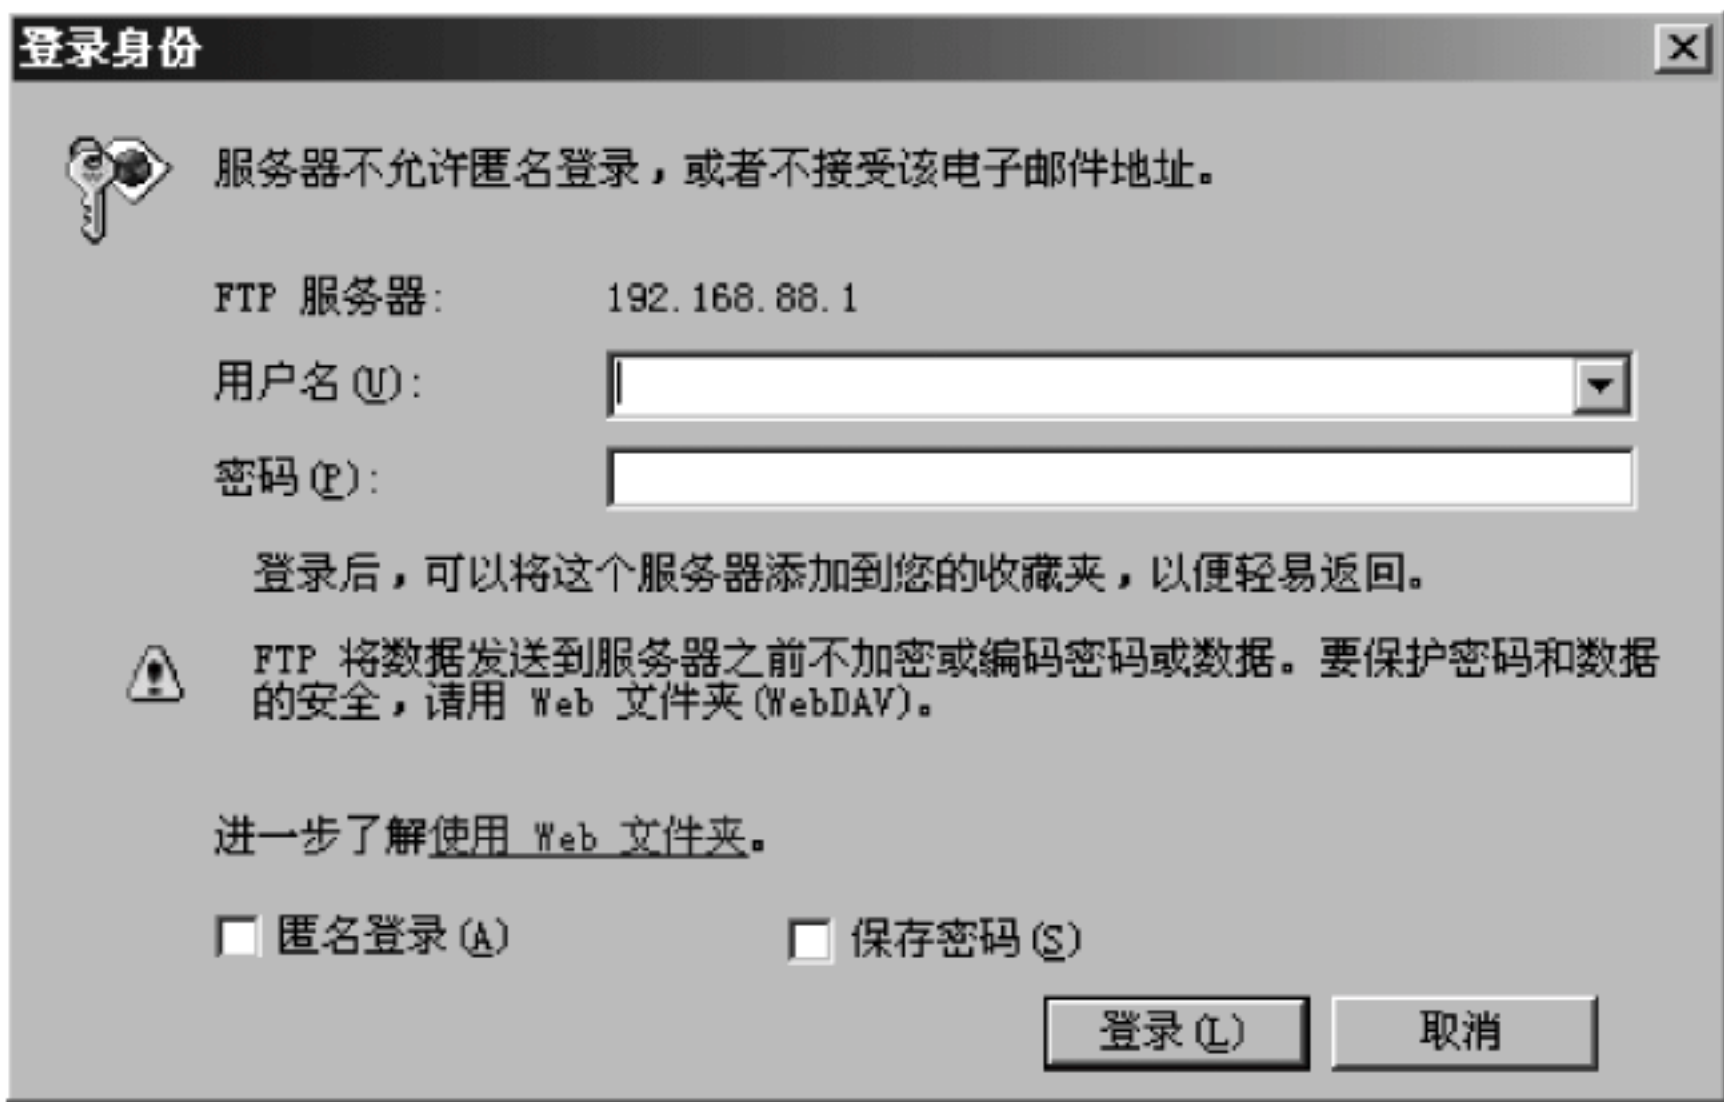 登录身份
服务器不允许匿名登录，或者不接受该电子邮件地址。
FTP 服务器: 192.168.88.1
用户名(U):
密码(P):
登录后，可以将这个服务器添加到您的收藏夹，以便轻易返回。
FTP 将数据发送到服务器之前不加密或编码密码或数据。要保护密码和数据
的安全，请用 Web 文件夹(WebDAV)。
进一步了解使用 Web 文件夹。
匿名登录(A) 保存密码(S)
登录(L) 取消